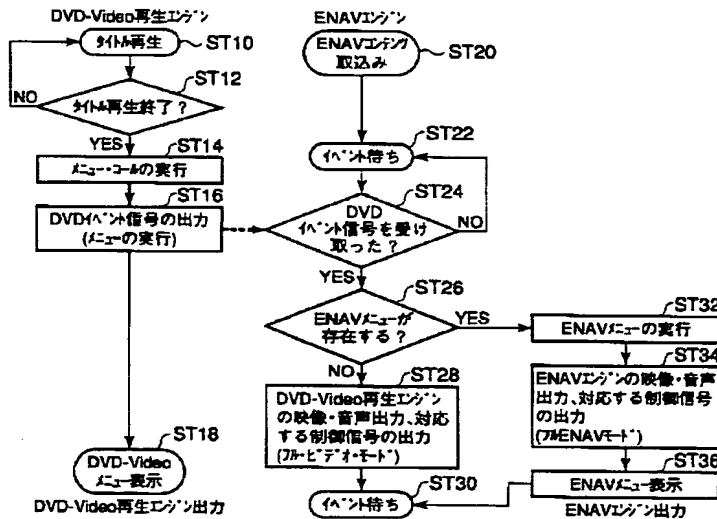 DVD-Video再生エンジン
タイトル再生
ST10
ST12
NO
タイトル再生終了？
YES
ST14
メニュー・コールの実行
ST16
DVDイベント信号の出力
(メニューの実行)
ST18
DVD-Video
メニュー表示
DVD-Video再生エンジン出力
ENAVエンジン
ENAVコンテンツ
取込み
ST20
ST22
イベント待ち
ST24
DVD
イベント信号を受け
取った？
NO
YES
ST26
ENAVメニューが
存在する？
YES
NO
ST28
DVD-Video再生エンジン
の映像・音声出力、対応
する制御信号の出力
(フル・ビデオ・モード)
ST30
イベント待ち
ST32
ENAVメニューの実行
ST34
ENAVエンジンの映像・音声
出力、対応する制御信号
の出力
(フルENAVモード)
ST36
ENAVメニュー表示
ENAVエンジン出力